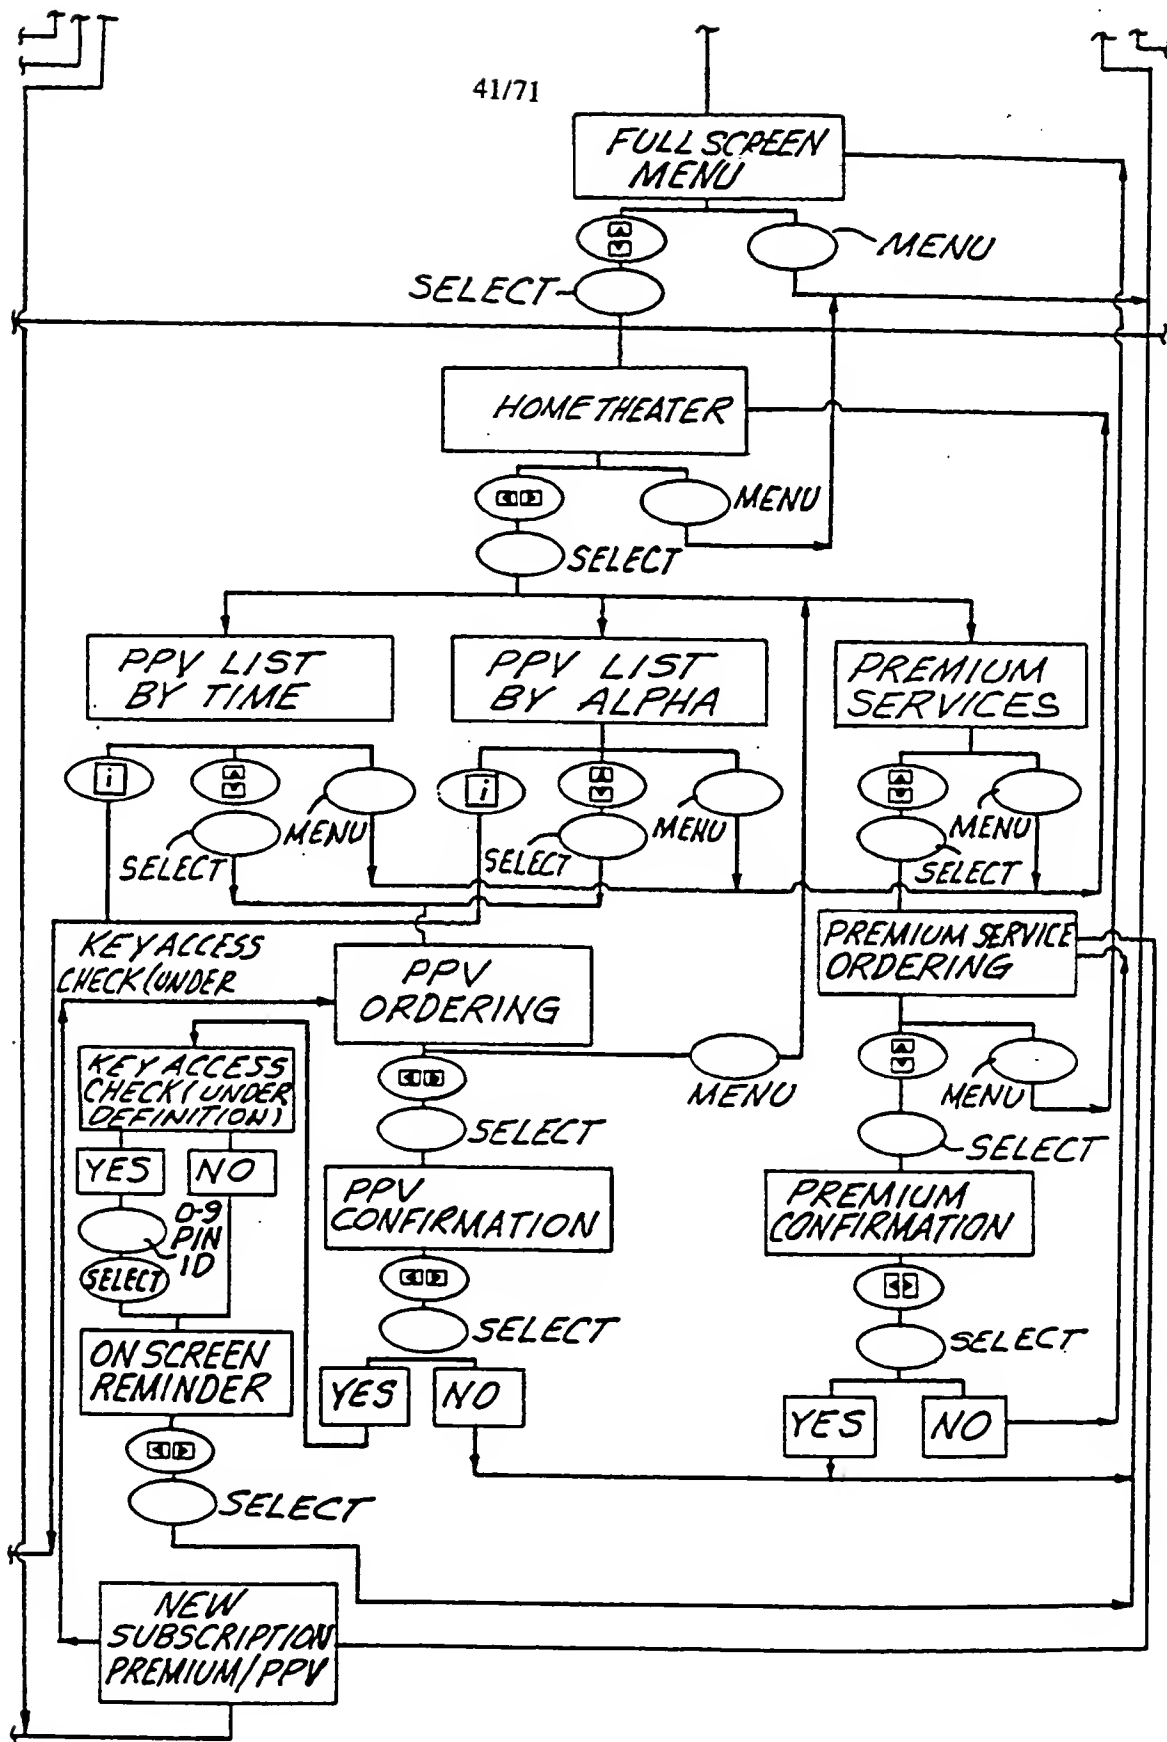 41/71
FULL SCREEN
MENU
MENU
SELECT
HOME THEATER
MENU
SELECT
PPV LIST
BY TIME
PPV LIST
BY ALPHA
PREMIUM
SERVICES
i
i
MENU
SELECT
MENU
SELECT
MENU
SELECT
KEY ACCESS
CHECK (UNDER
PPV
ORDERING
PREMIUM SERVICE
ORDERING
KEY ACCESS
CHECK (UNDER
DEFINITION)
MENU
MENU
SELECT
SELECT
YES
NO
0-9
PIN
ID
SELECT
PPV
CONFIRMATION
PREMIUM
CONFIRMATION
SELECT
SELECT
ON SCREEN
REMINDER
YES
NO
YES
NO
SELECT
NEW
SUBSCRIPTION
PREMIUM/PPV